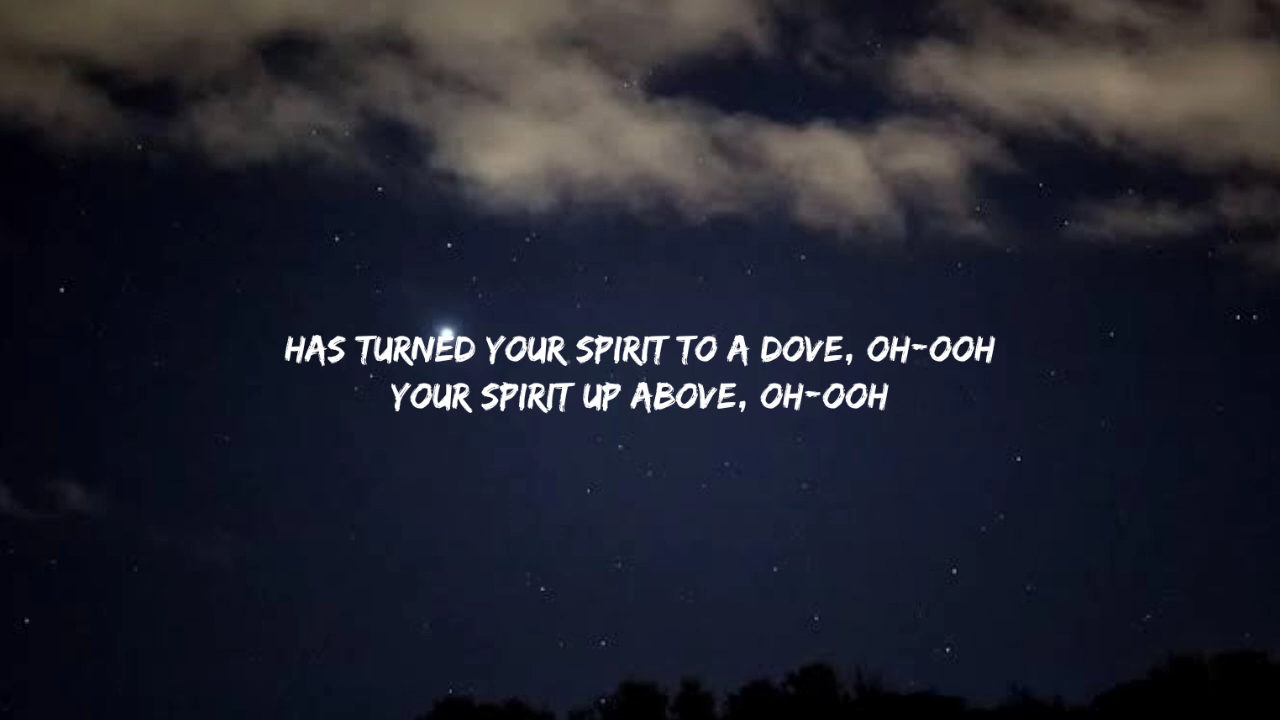 HAS TURNED YOUR SPIRIT TO A DOVE, OH-OOH
YOUR SPIRIT UP ABOVE, OH-OOH